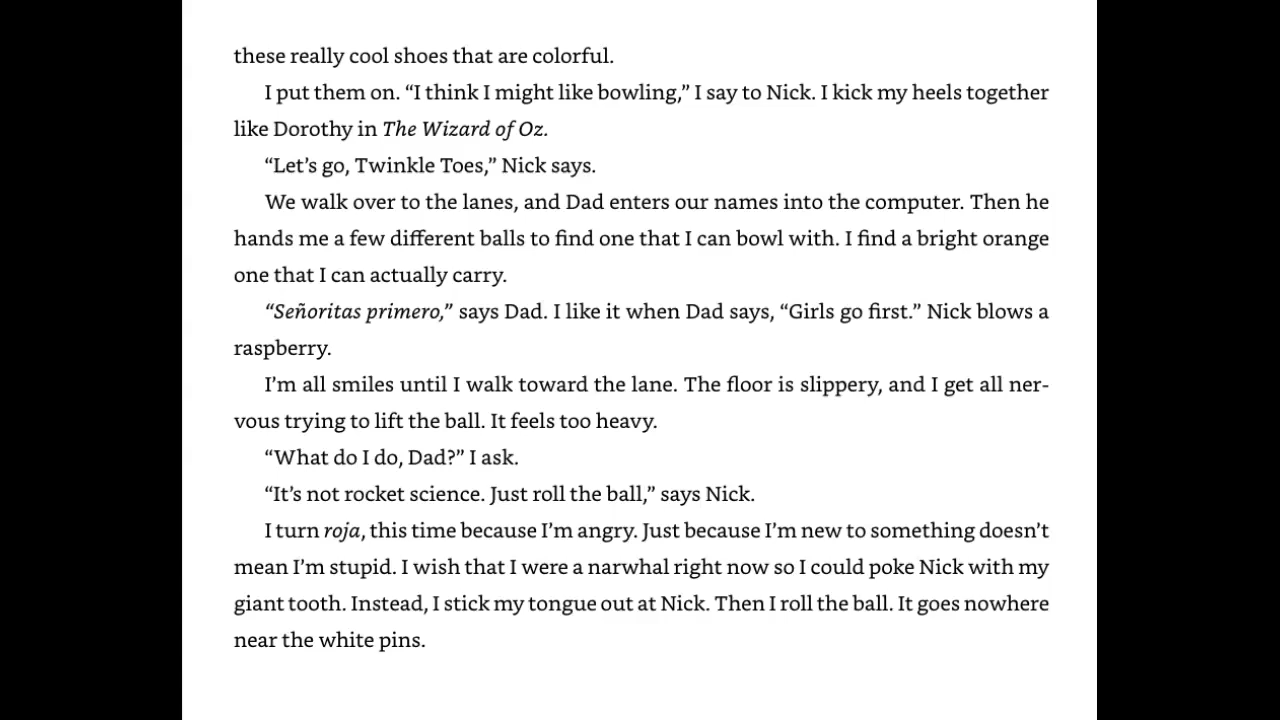 these really cool shoes that are colorful.
I put them on. “I think I might like bowling,” I say to Nick. I kick my heels together
like Dorothy in The Wizard of Oz.
“Let’s go, Twinkle Toes,” Nick says.
We walk over to the lanes, and Dad enters our names into the computer. Then he
hands me a few different balls to find one that I can bowl with. I find a bright orange
one that I can actually carry.
“Señoritas primero,” says Dad. I like it when Dad says, “Girls go first.” Nick blows a
raspberry.
I’m all smiles until I walk toward the lane. The floor is slippery, and I get all ner-
vous trying to lift the ball. It feels too heavy.
“What do I do, Dad?” I ask.
“It’s not rocket science. Just roll the ball,” says Nick.
I turn roja, this time because I’m angry. Just because I’m new to something doesn’t
mean I’m stupid. I wish that I were a narwhal right now so I could poke Nick with my
giant tooth. Instead, I stick my tongue out at Nick. Then I roll the ball. It goes nowhere
near the white pins.